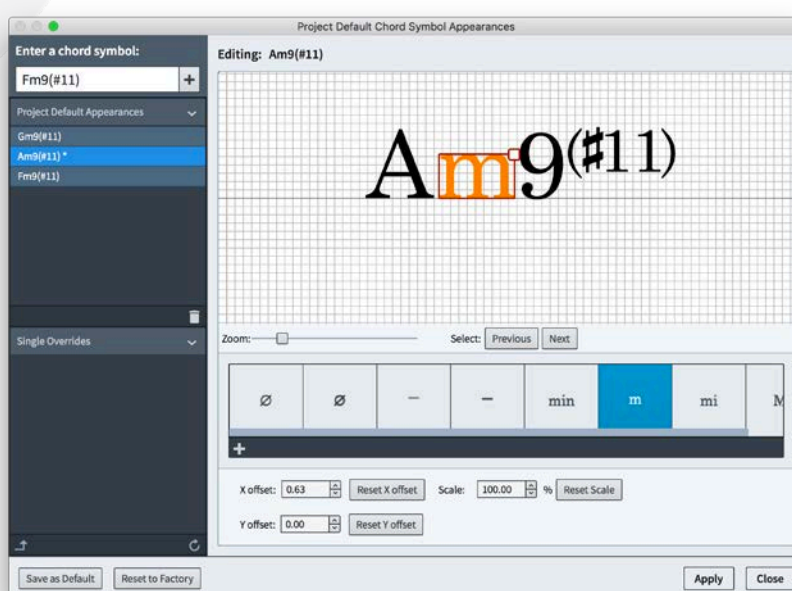 Project Default Chord Symbol Appearances
Enter a chord symbol:
Fm9(#11)
+
Project Default Appearances
Gm9(#11)
Am9(#11) *
Fm9(#11)
Single Overrides
Editing: Am9(#11)
Am9(♯11)
Zoom:
Select: Previous Next
Ø Ø – – min m mi M
+
X offset: 0.63 Reset X offset Scale: 100.00 % Reset Scale
Y offset: 0.00 Reset Y offset
Save as Default Reset to Factory Apply Close